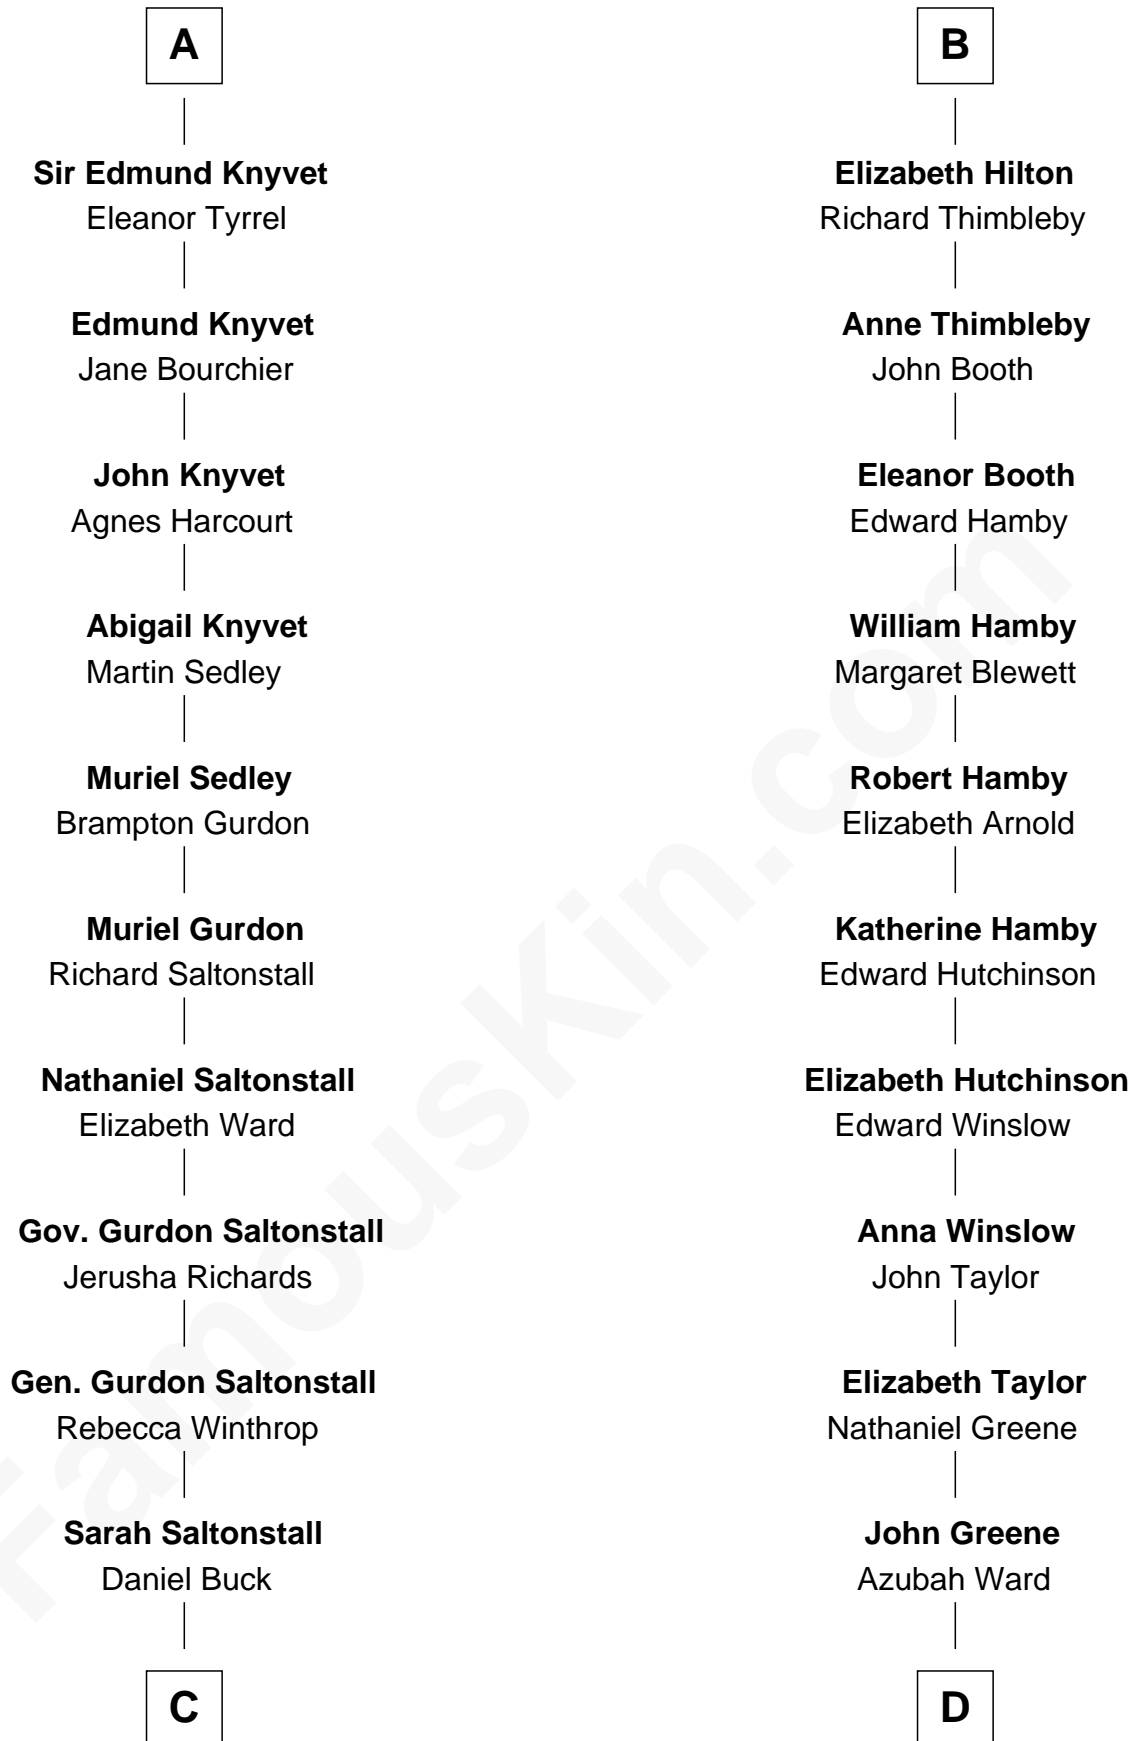 A
Sir Edmund Knyvet
Eleanor Tyrrel
Edmund Knyvet
Jane Bourchier
John Knyvet
Agnes Harcourt
Abigail Knyvet
Martin Sedley
Muriel Sedley
Brampton Gurdon
Muriel Gurdon
Richard Saltonstall
Nathaniel Saltonstall
Elizabeth Ward
Gov. Gurdon Saltonstall
Jerusha Richards
Gen. Gurdon Saltonstall
Rebecca Winthrop
Sarah Saltonstall
Daniel Buck
C
B
Elizabeth Hilton
Richard Thimbleby
Anne Thimbleby
John Booth
Eleanor Booth
Edward Hamby
William Hamby
Margaret Blewett
Robert Hamby
Elizabeth Arnold
Katherine Hamby
Edward Hutchinson
Elizabeth Hutchinson
Edward Winslow
Anna Winslow
John Taylor
Elizabeth Taylor
Nathaniel Greene
John Greene
Azubah Ward
D
FamousKin.com